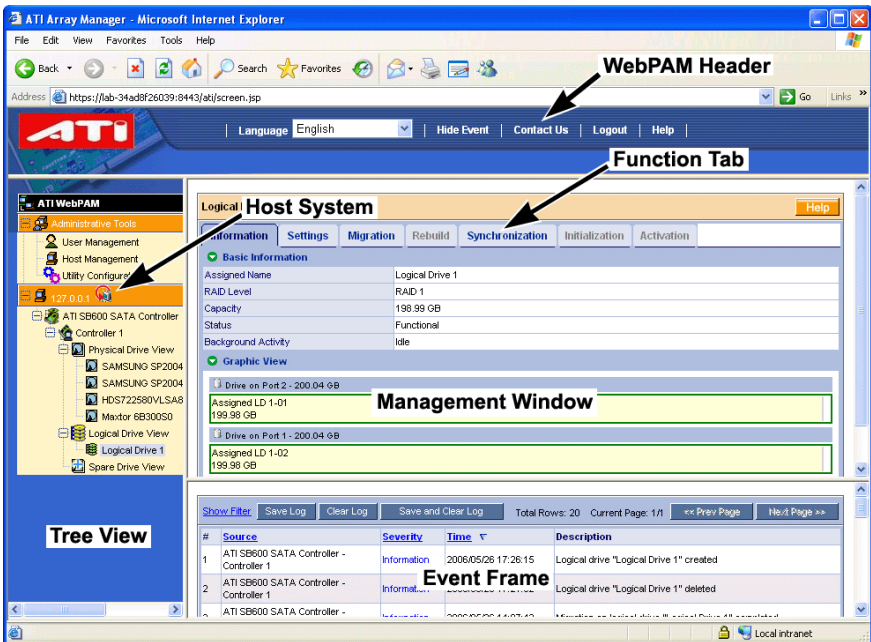 ATI Array Manager - Microsoft Internet Explorer
File Edit View Favorites Tools Help
Back Search Favorites
WebPAM Header
Address https://lab-34ad8f26039:8443/ati/screen.jsp Go Links »
ATI
Language English | Hide Event | Contact Us | Logout | Help |
Function Tab
ATI WebPAM
Administrative Tools
User Management
Host Management
Utility
127.0.0.1
ATI SB600 SATA Controller
Controller 1
Physical Drive View
SAMSUNG SP2004
SAMSUNG SP2004
HDS722580VLSA8
Maxtor 6B300S0
Logical Drive View
Logical Drive 1
Spare Drive View
Tree View
Host System
Help
Information Settings Migration Rebuild Synchronization Initialization Activation
Basic Information
Assigned Name Logical Drive 1
RAID Level RAID 1
Capacity 198.99 GB
Status Functional
Background Activity Idle
Graphic View
Drive on Port 2 - 200.04 GB
Assigned LD 1-01
199.98 GB
Management Window
Drive on Port 1 - 200.04 GB
Assigned LD 1-02
199.98 GB
Show Filter Save Log Clear Log Save and Clear Log Total Rows: 20 Current Page: 1/1 << Prev Page Next Page >>
# Source Severity Time Description
1 ATI SB600 SATA Controller - Controller 1 Information 2006/05/26 17:26:15 Logical drive "Logical Drive 1" created
Event Frame
2 ATI SB600 SATA Controller - Controller 1 Logical drive "Logical Drive 1" deleted
ATI SB600 SATA Controller -
Local intranet